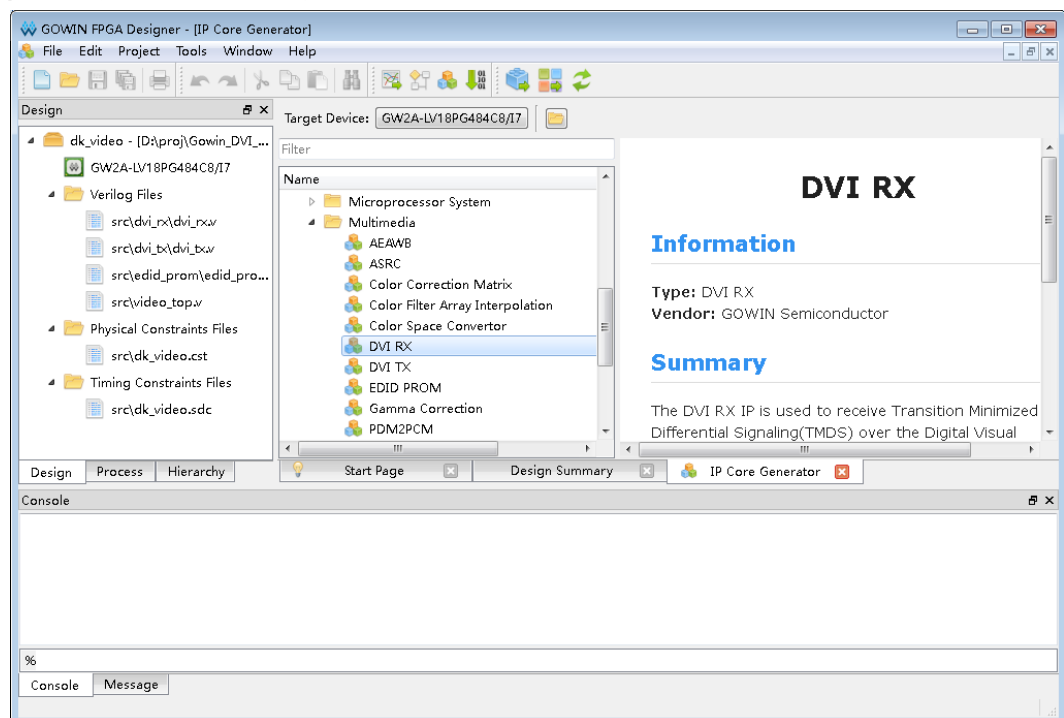 GOWIN FPGA Designer - [IP Core Generator]
File Edit Project Tools Window Help
Design
Target Device: GW2A-LV18PG484C8/I7
dk_video - [D:\proj\Gowin_DVI_...
GW2A-LV18PG484C8/I7
Verilog Files
src\dvi_rx\dvi_rx.v
src\dvi_tx\dvi_tx.v
src\edid_prom\edid_pro...
src\video_top.v
Physical Constraints Files
src\dk_video.cst
Timing Constraints Files
src\dk_video.sdc
Design Process Hierarchy
Filter
Name
Microprocessor System
Multimedia
AEAWB
ASRC
Color Correction Matrix
Color Filter Array Interpolation
Color Space Convertor
DVI RX
DVI TX
EDID PROM
Gamma Correction
PDM2PCM
DVI RX
Information
Type: DVI RX
Vendor: GOWIN Semiconductor
Summary
The DVI RX IP is used to receive Transition Minimized
Differential Signaling(TMDS) over the Digital Visual
Start Page Design Summary IP Core Generator
Console
%
Console Message